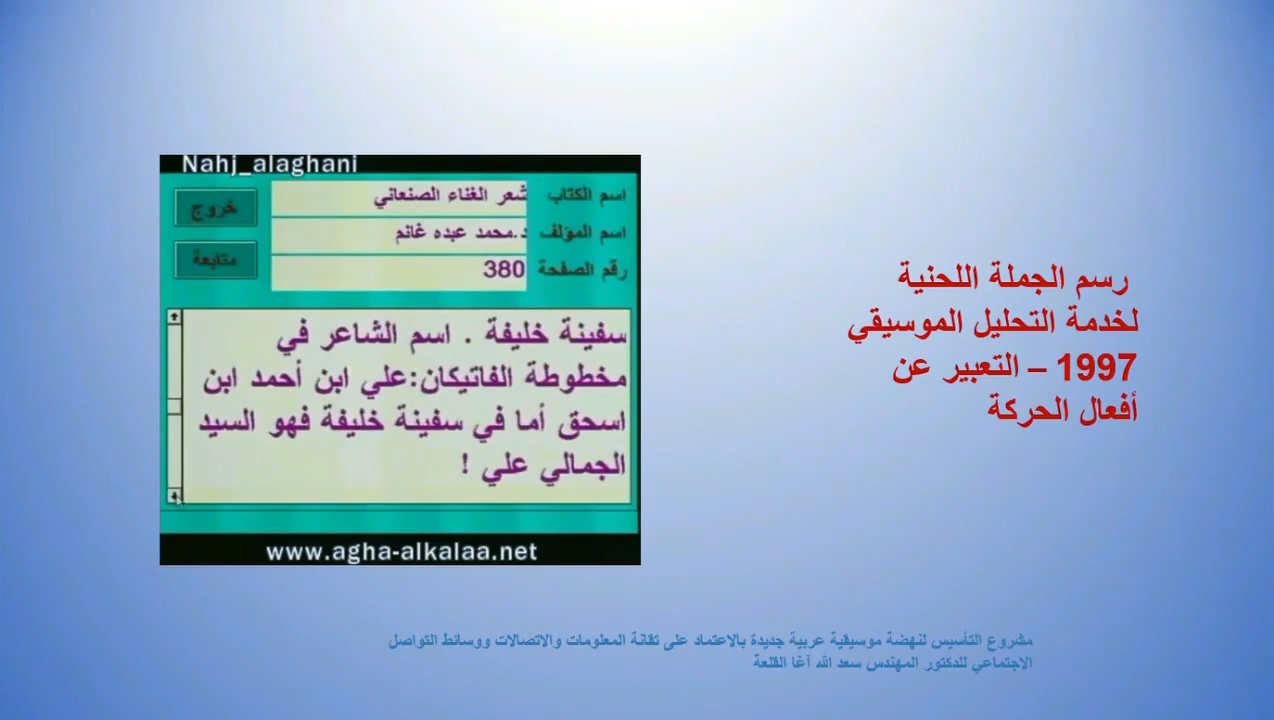 Nahj_alaghani
اسم الكتاب شعر الغناء الصنعاني
خروج
اسم المؤلف د.محمد عبده غانم
متابعة
رقم الصفحة 380
سفينة خليفة . اسم الشاعر في
مخطوطة الفاتيكان:علي ابن أحمد ابن
اسحق أما في سفينة خليفة فهو السيد
الجمالي علي !
www.agha-alkalaa.net
رسم الجملة اللحنية
لخدمة التحليل الموسيقي
1997 – التعبير عن
أفعال الحركة
مشروع التأسيس لنهضة موسيقية عربية جديدة بالاعتماد على تقانة المعلومات والاتصالات ووسائط التواصل
الاجتماعي للدكتور المهندس سعد الله آغا القلعة